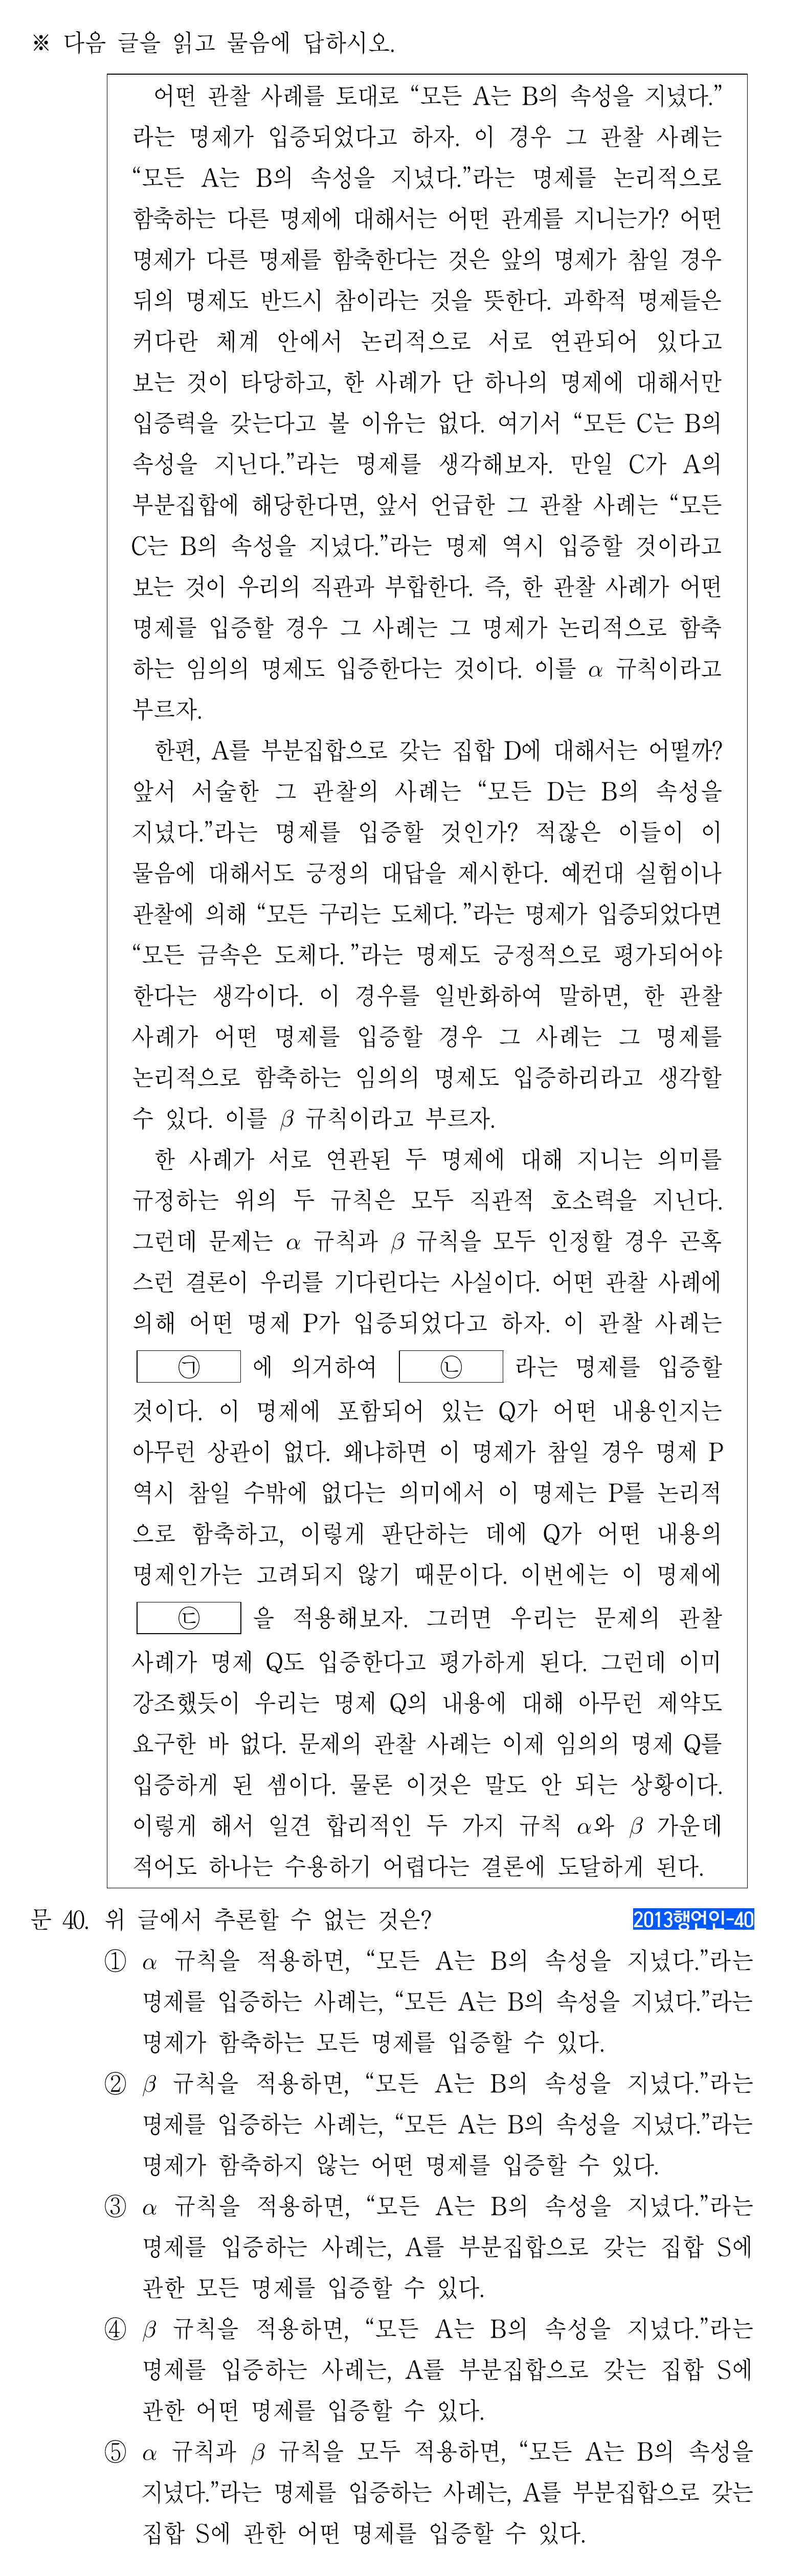 ※ 다음 글을 읽고 물음에 답하시오.
어떤 관찰 사례를 토대로 “모든 A는 B의 속성을 지녔다.”
라는 명제가 입증되었다고 하자. 이 경우 그 관찰 사례는
“모든 A는 B의 속성을 지녔다.”라는 명제를 논리적으로
함축하는 다른 명제에 대해서는 어떤 관계를 지니는가? 어떤
명제가 다른 명제를 함축한다는 것은 앞의 명제가 참일 경우
뒤의 명제도 반드시 참이라는 것을 뜻한다. 과학적 명제들은
커다란 체계 안에서 논리적으로 서로 연관되어 있다고
보는 것이 타당하고, 한 사례가 단 하나의 명제에 대해서만
입증력을 갖는다고 볼 이유는 없다. 여기서 “모든 C는 B의
속성을 지닌다.”라는 명제를 생각해보자. 만일 C가 A의
부분집합에 해당한다면, 앞서 언급한 그 관찰 사례는 “모든
C는 B의 속성을 지녔다.”라는 명제 역시 입증할 것이라고
보는 것이 우리의 직관과 부합한다. 즉, 한 관찰 사례가 어떤
명제를 입증할 경우 그 사례는 그 명제가 논리적으로 함축
하는 임의의 명제도 입증한다는 것이다. 이를 α 규칙이라고
부르자.
한편, A를 부분집합으로 갖는 집합 D에 대해서는 어떨까?
앞서 서술한 그 관찰의 사례는 “모든 D는 B의 속성을
지녔다.”라는 명제를 입증할 것인가? 적잖은 이들이 이
물음에 대해서도 긍정의 대답을 제시한다. 예컨대 실험이나
관찰에 의해 “모든 구리는 도체다.”라는 명제가 입증되었다면
“모든 금속은 도체다.”라는 명제도 긍정적으로 평가되어야
한다는 생각이다. 이 경우를 일반화하여 말하면, 한 관찰
사례가 어떤 명제를 입증할 경우 그 사례는 그 명제를
논리적으로 함축하는 임의의 명제도 입증하리라고 생각할
수 있다. 이를 β 규칙이라고 부르자.
한 사례가 서로 연관된 두 명제에 대해 지니는 의미를
규정하는 위의 두 규칙은 모두 직관적 호소력을 지닌다.
그런데 문제는 α 규칙과 β 규칙을 모두 인정할 경우 곤혹
스런 결론이 우리를 기다린다는 사실이다. 어떤 관찰 사례에
의해 어떤 명제 P가 입증되었다고 하자. 이 관찰 사례는
㉠ 에 의거하여 ㉡ 라는 명제를 입증할
것이다. 이 명제에 포함되어 있는 Q가 어떤 내용인지는
아무런 상관이 없다. 왜냐하면 이 명제가 참일 경우 명제 P
역시 참일 수밖에 없다는 의미에서 이 명제는 P를 논리적
으로 함축하고, 이렇게 판단하는 데에 Q가 어떤 내용의
명제인가는 고려되지 않기 때문이다. 이번에는 이 명제에
㉢ 을 적용해보자. 그러면 우리는 문제의 관찰
사례가 명제 Q도 입증한다고 평가하게 된다. 그런데 이미
강조했듯이 우리는 명제 Q의 내용에 대해 아무런 제약도
요구한 바 없다. 문제의 관찰 사례는 이제 임의의 명제 Q를
입증하게 된 셈이다. 물론 이것은 말도 안 되는 상황이다.
이렇게 해서 일견 합리적인 두 가지 규칙 α와 β 가운데
적어도 하나는 수용하기 어렵다는 결론에 도달하게 된다.
문 40. 위 글에서 추론할 수 없는 것은? 2013행언인-40
① α 규칙을 적용하면, “모든 A는 B의 속성을 지녔다.”라는
명제를 입증하는 사례는, “모든 A는 B의 속성을 지녔다.”라는
명제가 함축하는 모든 명제를 입증할 수 있다.
② β 규칙을 적용하면, “모든 A는 B의 속성을 지녔다.”라는
명제를 입증하는 사례는, “모든 A는 B의 속성을 지녔다.”라는
명제가 함축하지 않는 어떤 명제를 입증할 수 있다.
③ α 규칙을 적용하면, “모든 A는 B의 속성을 지녔다.”라는
명제를 입증하는 사례는, A를 부분집합으로 갖는 집합 S에
관한 모든 명제를 입증할 수 있다.
④ β 규칙을 적용하면, “모든 A는 B의 속성을 지녔다.”라는
명제를 입증하는 사례는, A를 부분집합으로 갖는 집합 S에
관한 어떤 명제를 입증할 수 있다.
⑤ α 규칙과 β 규칙을 모두 적용하면, “모든 A는 B의 속성을
지녔다.”라는 명제를 입증하는 사례는, A를 부분집합으로 갖는
집합 S에 관한 어떤 명제를 입증할 수 있다.